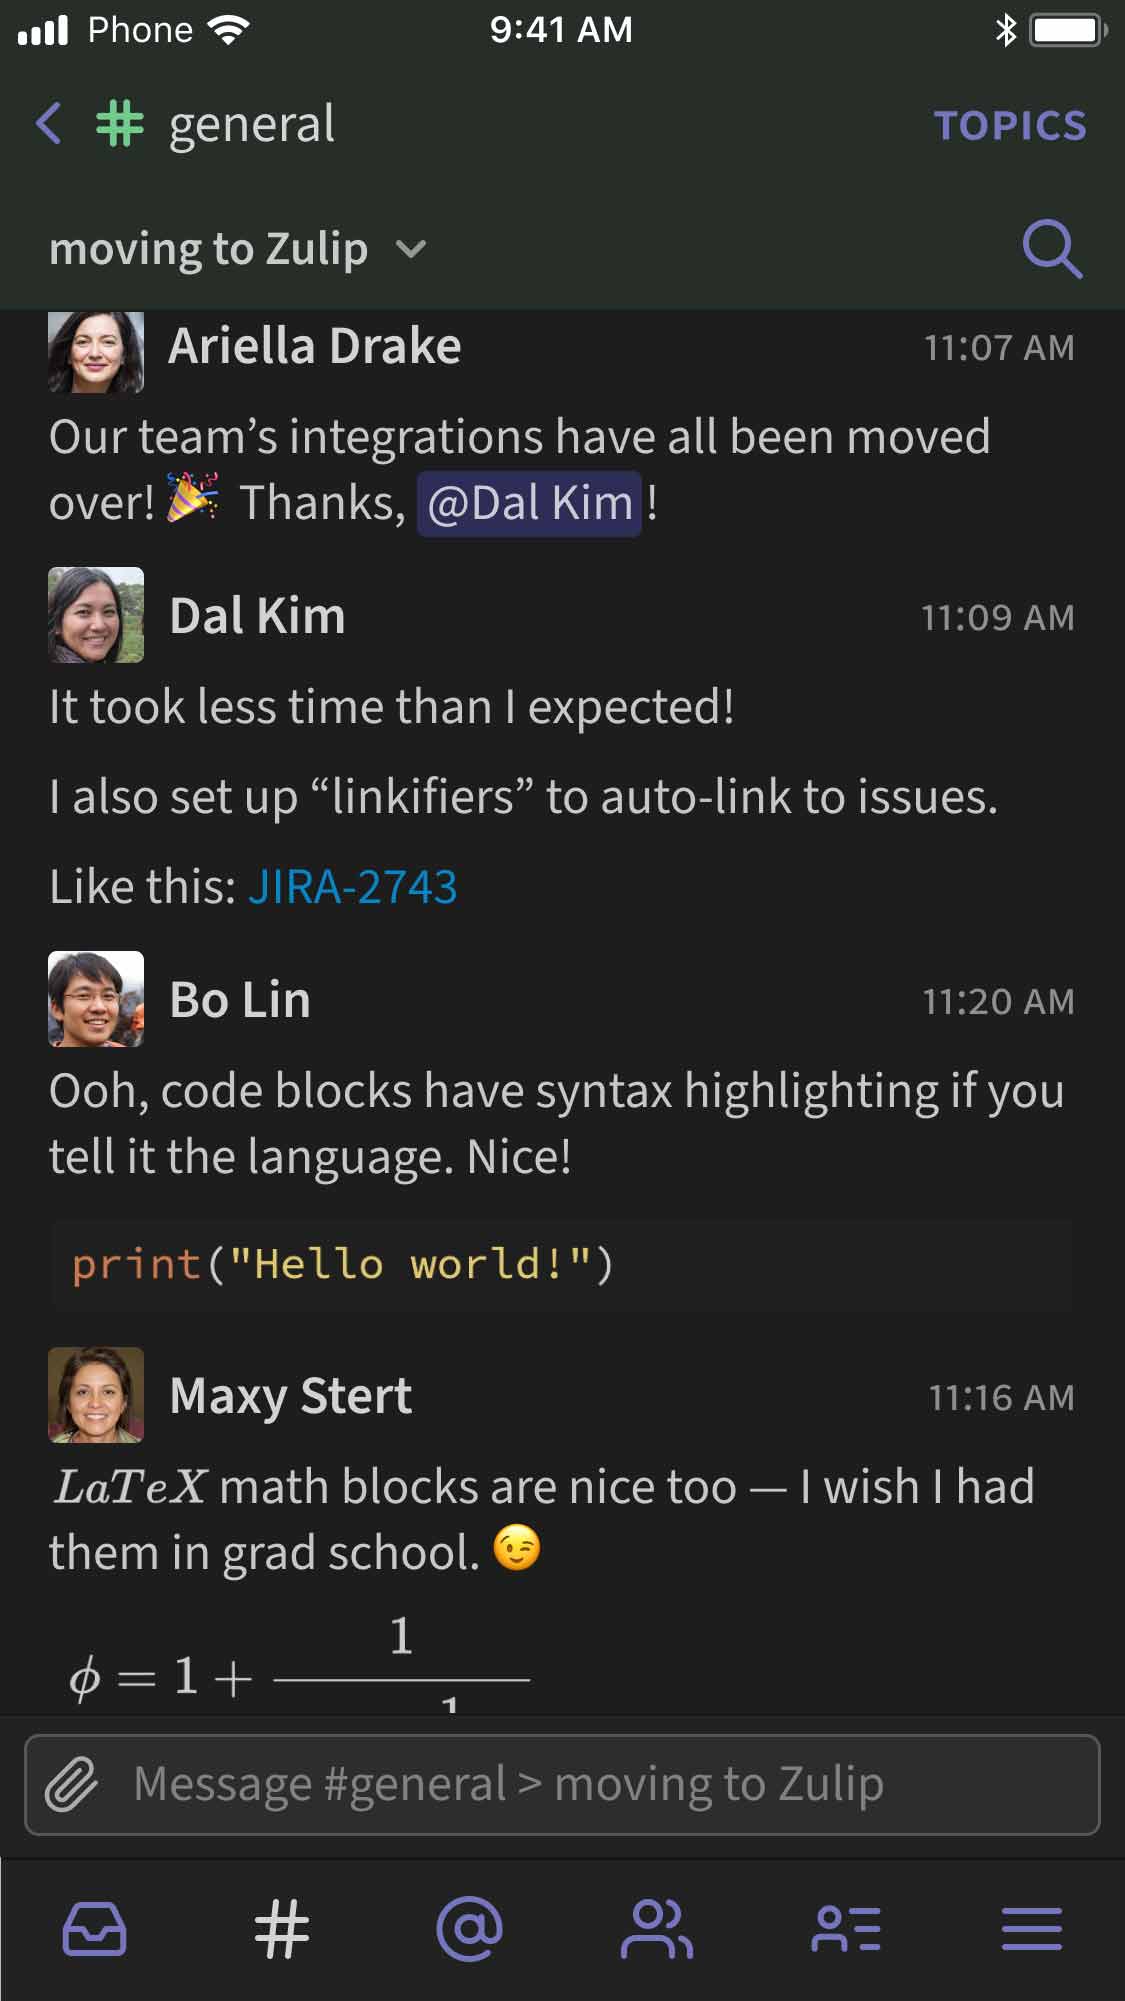 Phone 9:41 AM
# general TOPICS
moving to Zulip
Ariella Drake 11:07 AM
Our team’s integrations have all been moved
over! 🎉 Thanks, @Dal Kim!
Dal Kim 11:09 AM
It took less time than I expected!
I also set up “linkifiers” to auto-link to issues.
Like this: JIRA-2743
Bo Lin 11:20 AM
Ooh, code blocks have syntax highlighting if you
tell it the language. Nice!
print("Hello world!")
Maxy Stert 11:16 AM
LaTeX math blocks are nice too — I wish I had
them in grad school. 😉
1
ϕ = 1 +
1
Message #general > moving to Zulip